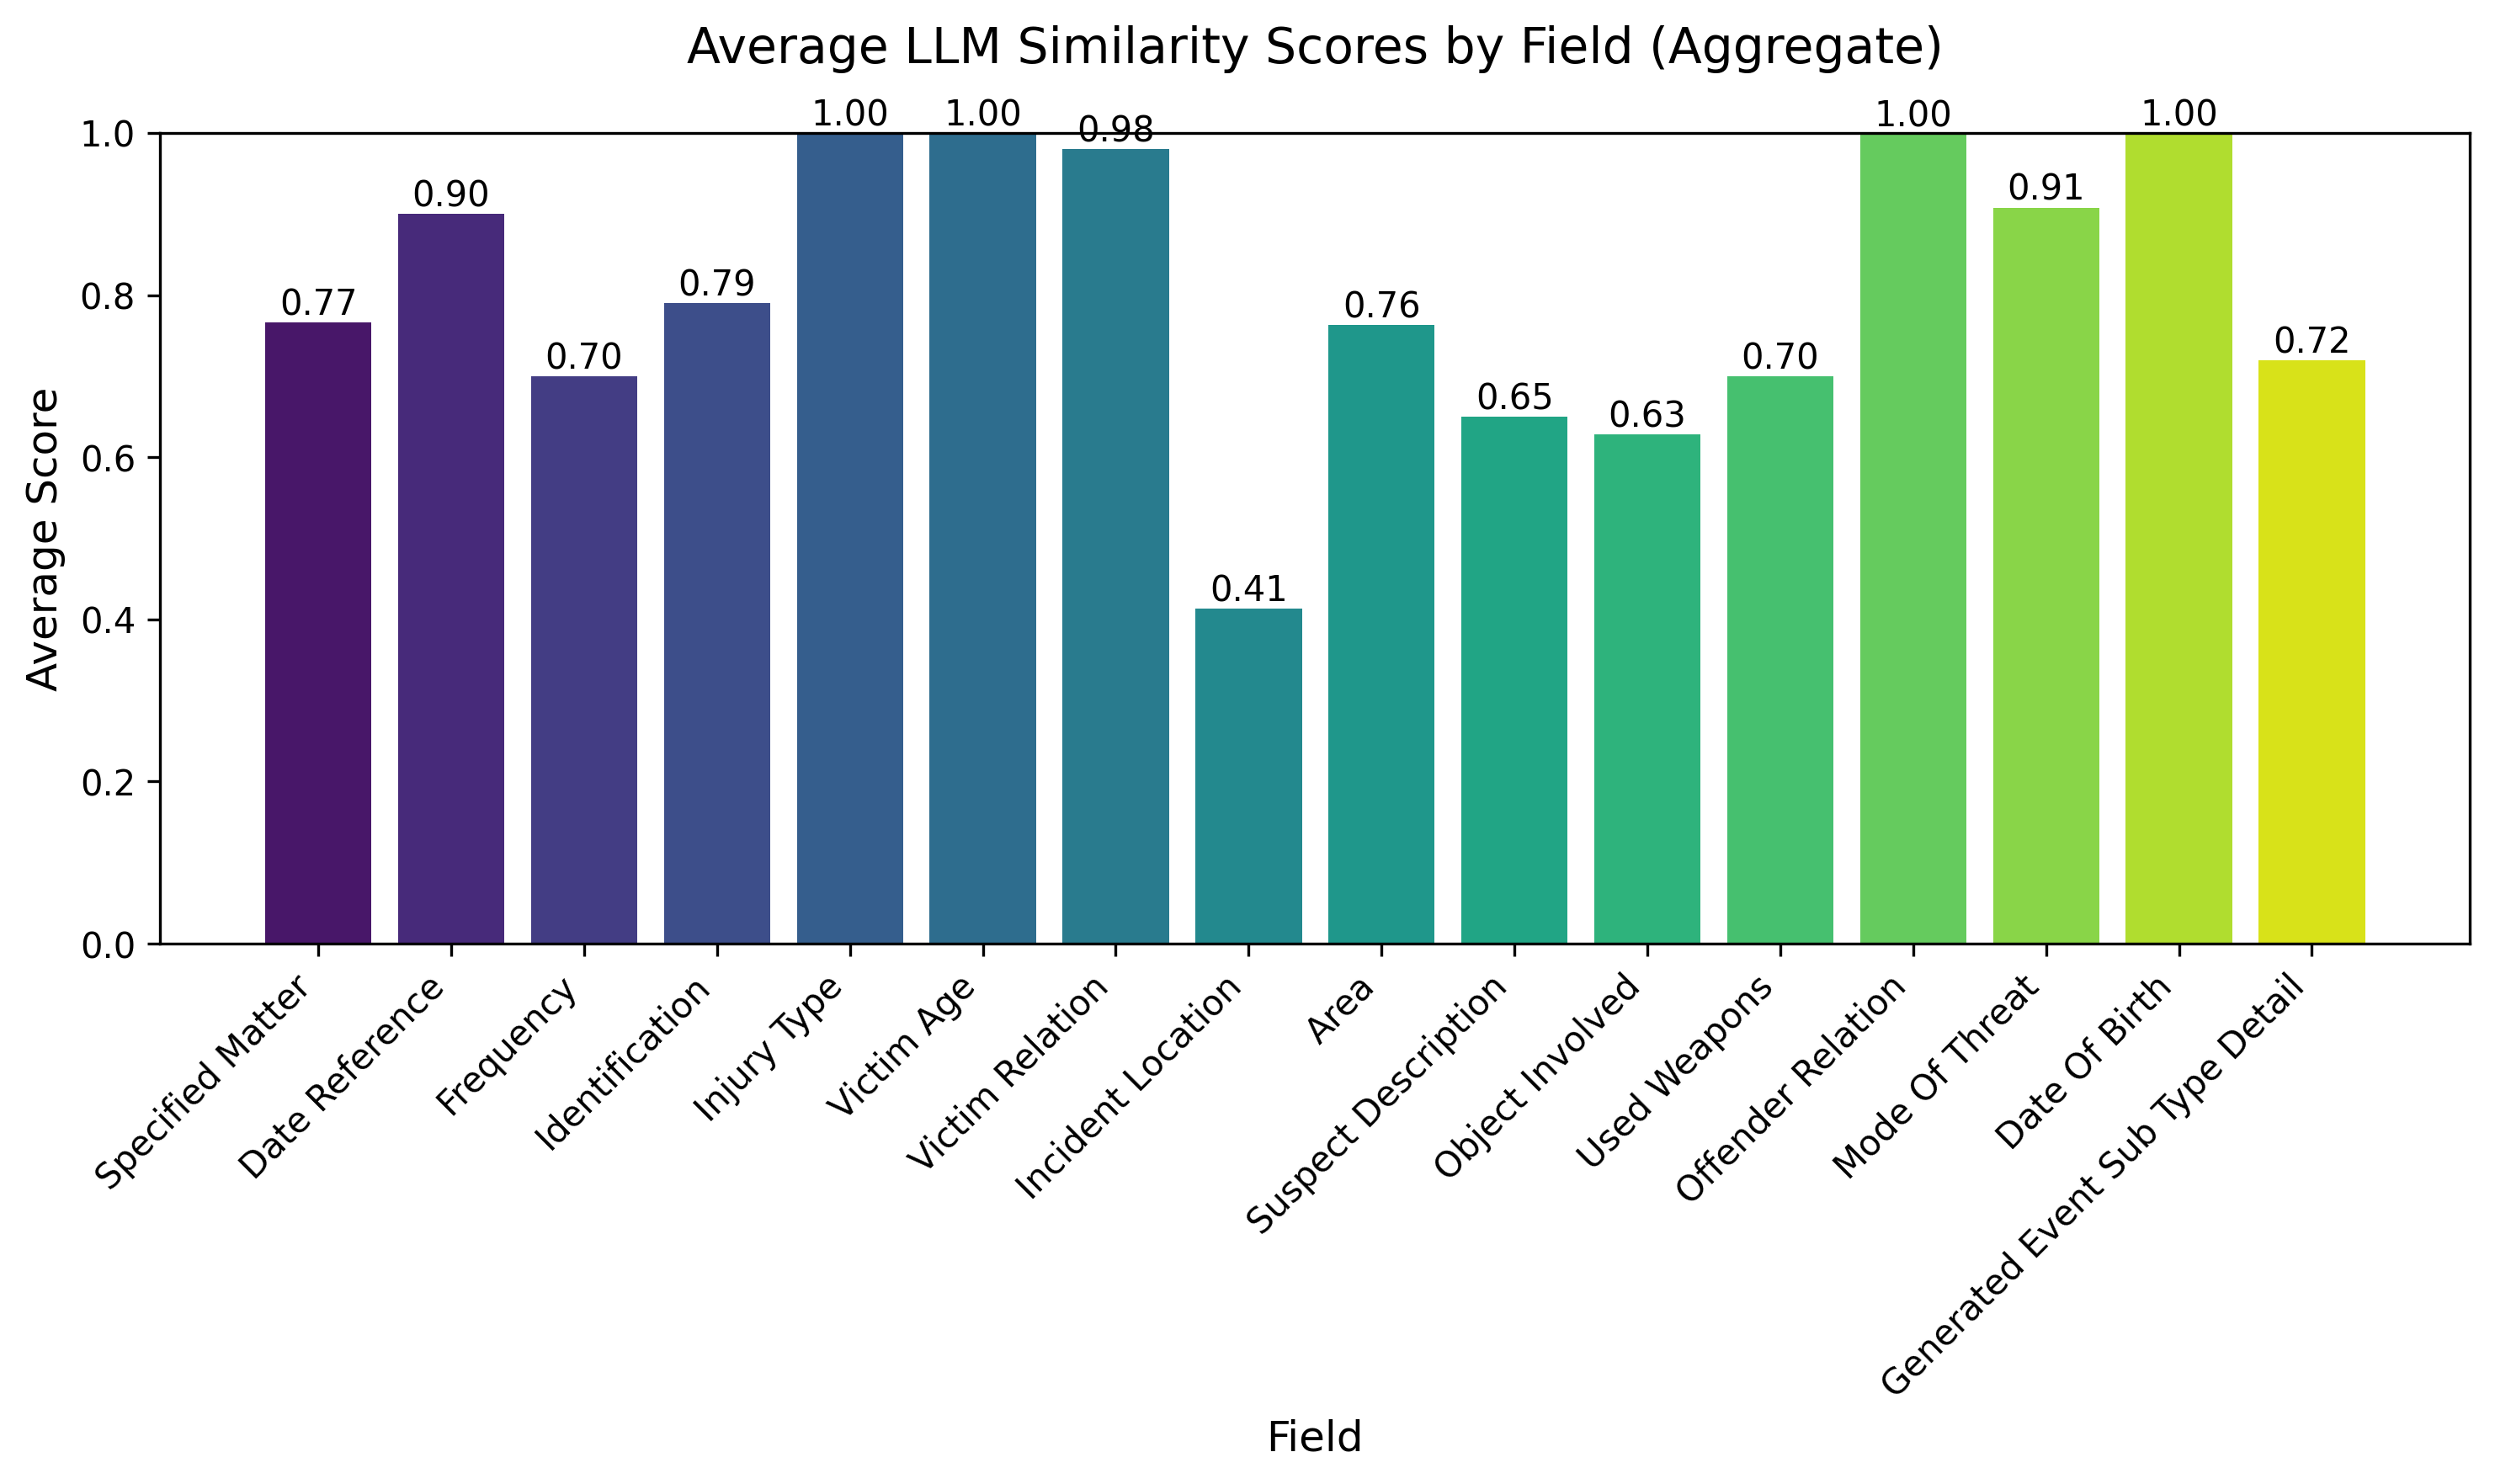 Average LLM Similarity Scores by Field (Aggregate)
Average Score
1.0
0.8
0.6
0.4
0.2
0.0
0.77
0.90
0.70
0.79
1.00
1.00
0.98
0.41
0.76
0.65
0.63
0.70
1.00
0.91
1.00
0.72
Specified Matter
Date Reference
Frequency
Identification
Injury Type
Victim Age
Victim Relation
Incident Location
Area
Suspect Description
Object Involved
Used Weapons
Offender Relation
Mode Of Threat
Date Of Birth
Generated Event Sub Type Detail
Field